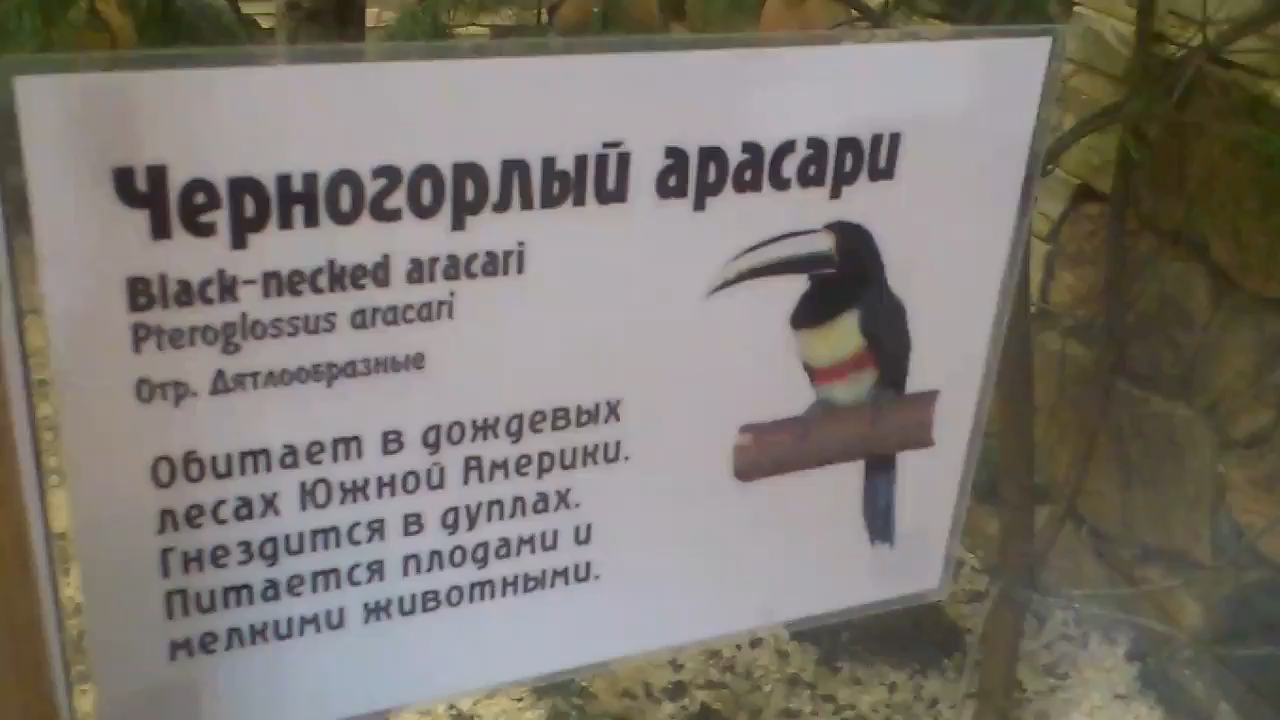 Черногорлый арасари
Black-necked aracari
Pteroglossus aracari
Отр. Дятлообразные
Обитает в дождевых
лесах Южной Америки.
Гнездится в дуплах.
Питается плодами и
мелкими животными.